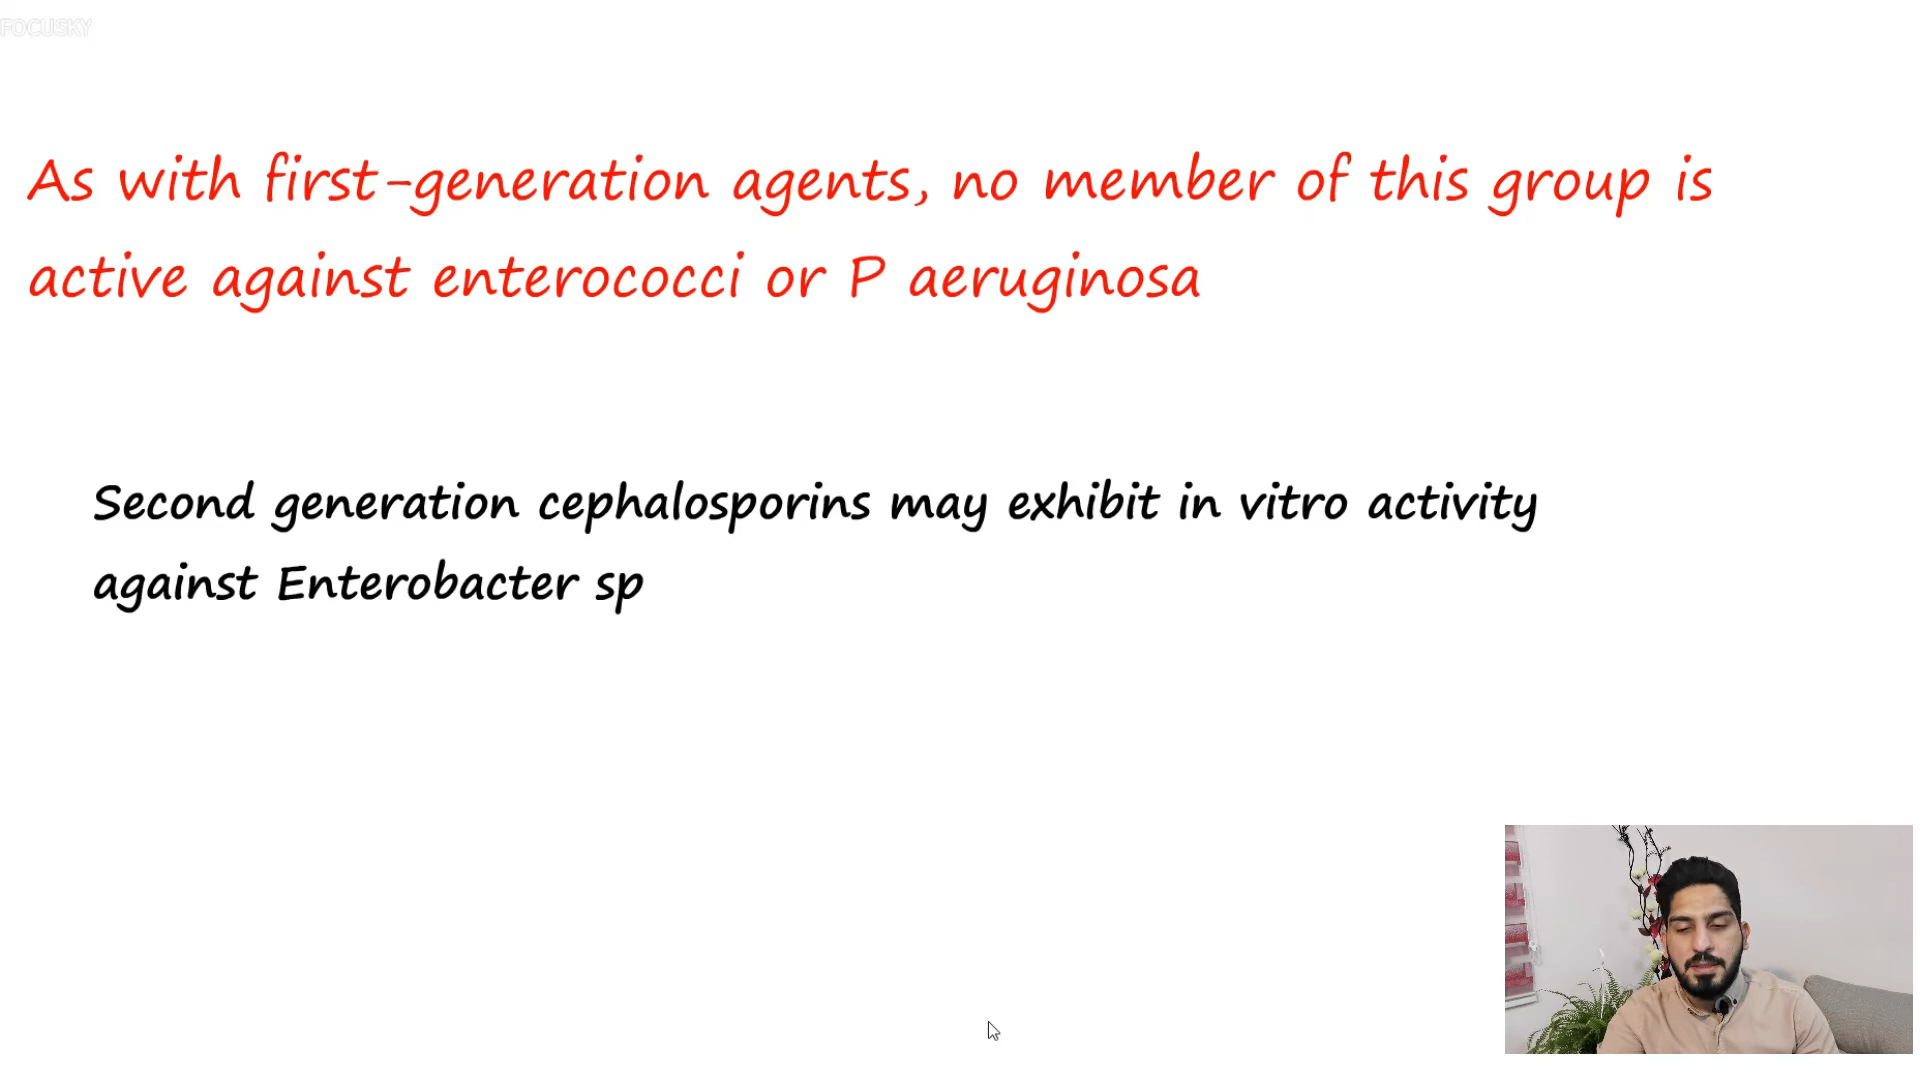 FOCUSKY
As with first-generation agents, no member of this group is
active against enterococci or P aeruginosa
Second generation cephalosporins may exhibit in vitro activity
against Enterobacter sp